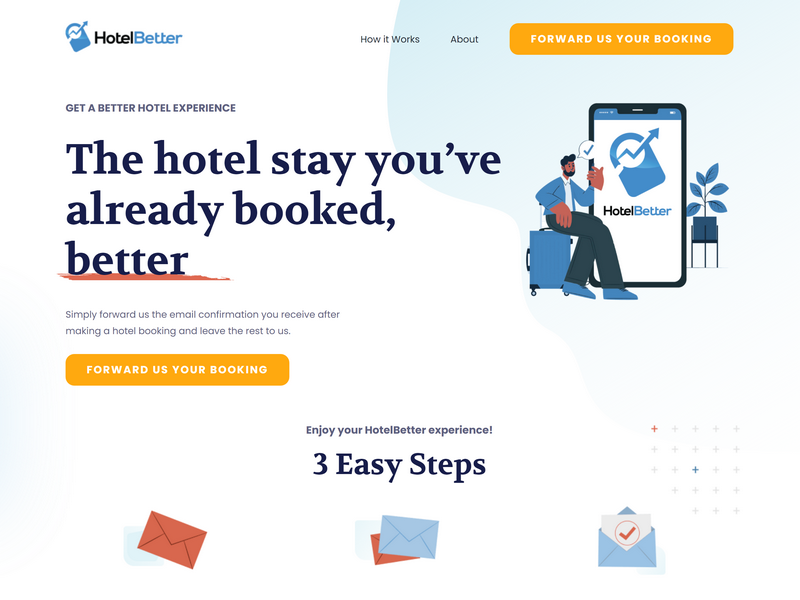 HotelBetter
How it Works
About
FORWARD US YOUR BOOKING
GET A BETTER HOTEL EXPERIENCE
The hotel stay you’ve
already booked,
better
HotelBetter
Simply forward us the email confirmation you receive after
making a hotel booking and leave the rest to us.
FORWARD US YOUR BOOKING
Enjoy your HotelBetter experience!
3 Easy Steps